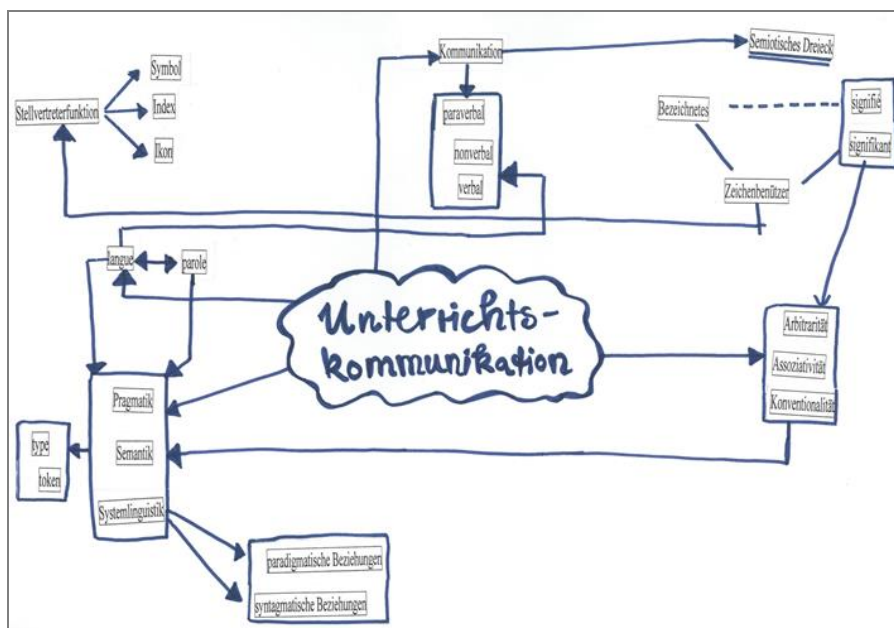 Kommunikation
Semiotisches Dreieck
Symbol
Stellvertreterfunktion
Index
Ikon
paraverbal
nonverbal
verbal
Bezeichnetes
signifié
signifikant
Zeichenbenützer
langue
parole
Unterrichts-
kommunikation
Arbitrarität
Assoziativität
Konventionalität
Pragmatik
Semantik
Systemlinguistik
type
token
paradigmatische Beziehungen
syntagmatische Beziehungen